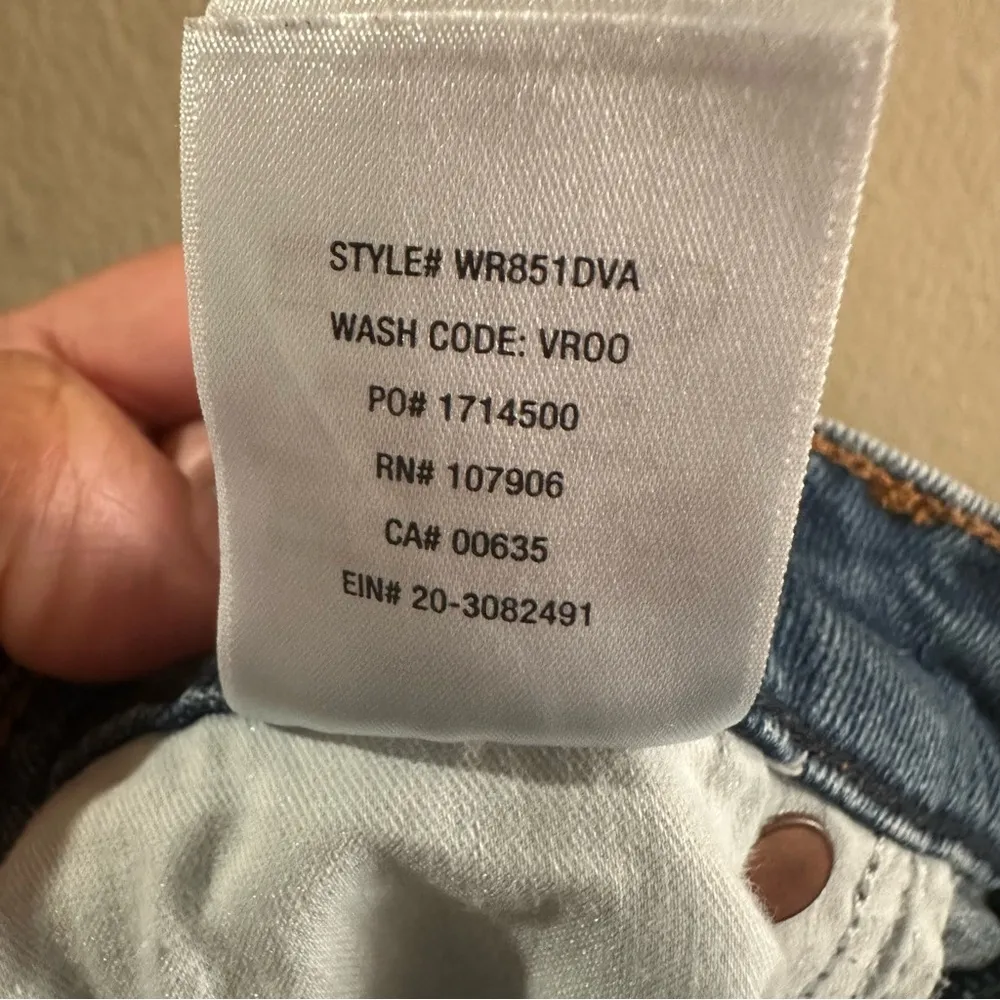 STYLE# WR851DVA
WASH CODE: VROO
PO# 1714500
RN# 107906
CA# 00635
EIN# 20-3082491